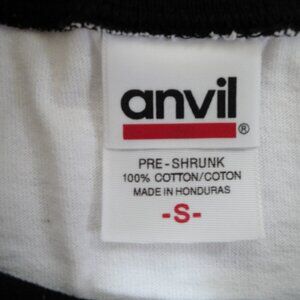 anvil
®
PRE-SHRUNK
100% COTTON/COTON
MADE IN HONDURAS
-S-